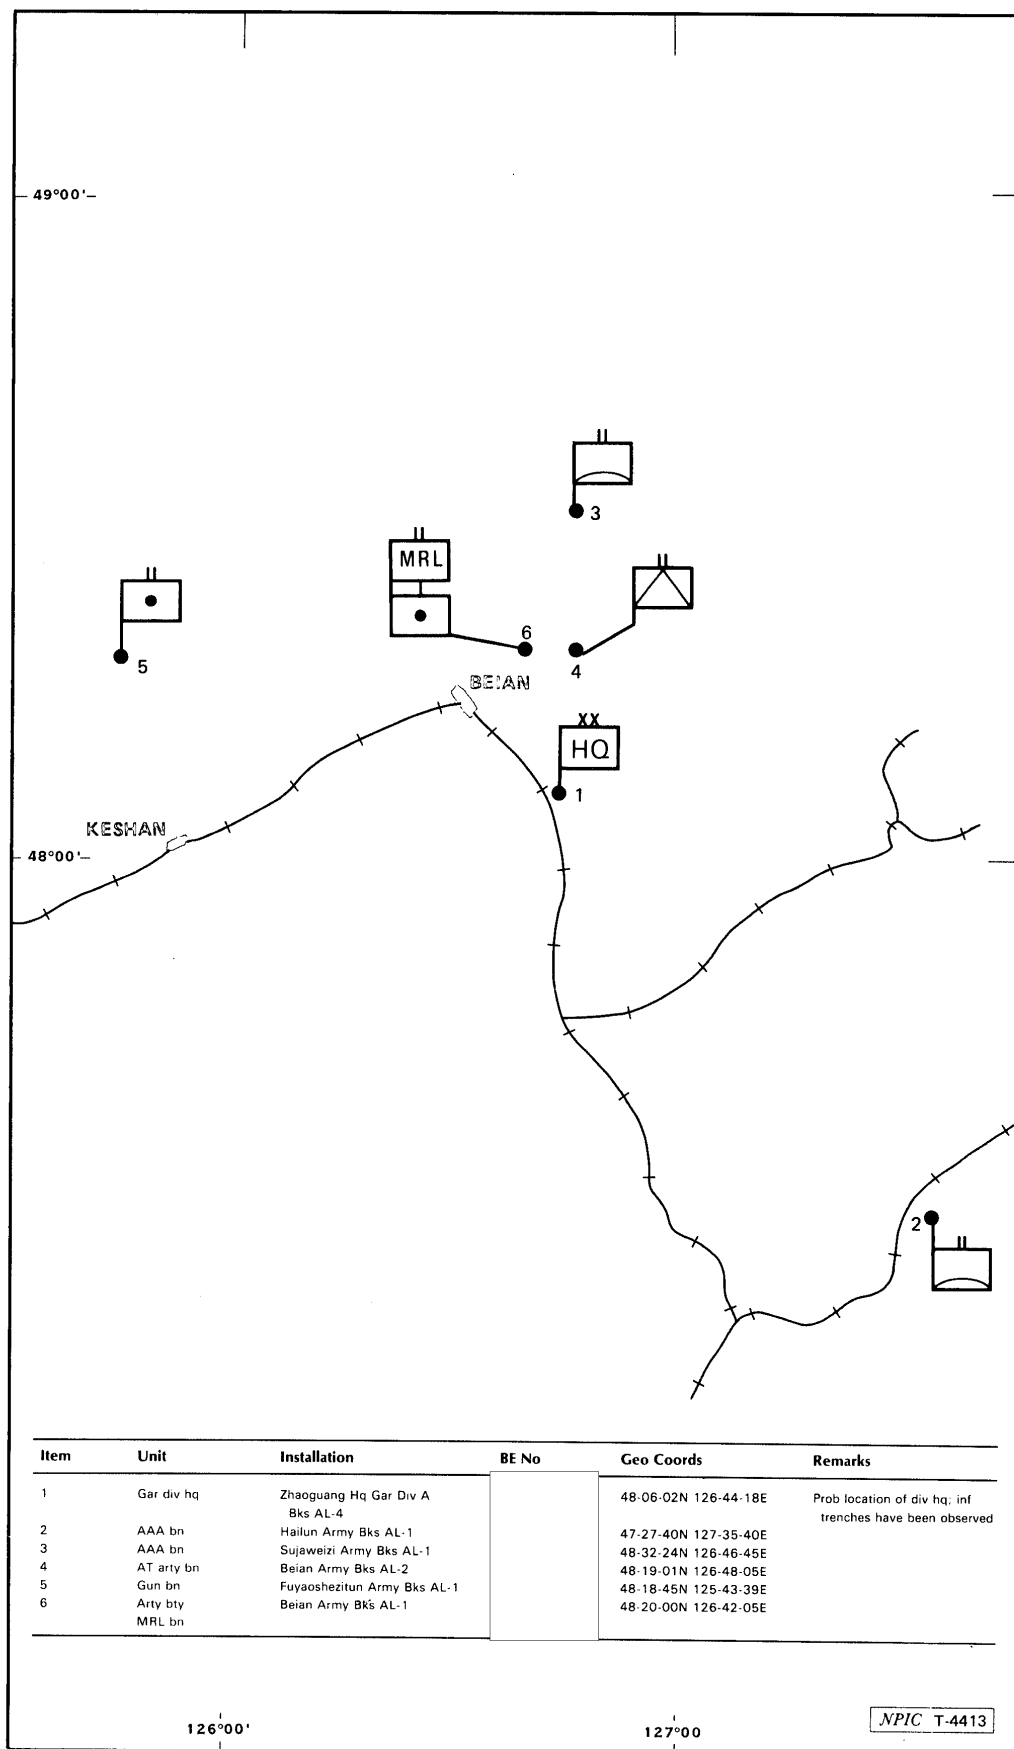 49°00'
3
MRL
6
4
5
BEIAN
XX
HQ
1
KESHAN
48°00'
2
Item Unit Installation BE No Geo Coords Remarks
1 Gar div hq Zhaoguang Hq Gar Div A 48-06-02N 126-44-18E Prob location of div hq; inf
Bks AL-4 trenches have been observed
2 AAA bn Hailun Army Bks AL-1 47-27-40N 127-35-40E
3 AAA bn Sujaweizi Army Bks AL-1 48-32-24N 126-46-45E
4 AT arty bn Beian Army Bks AL-2 48-19-01N 126-48-05E
5 Gun bn Fuyaoshezitun Army Bks AL-1 48-18-45N 125-43-39E
6 Arty bty Beian Army Bks AL-1 48-20-00N 126-42-05E
MRL bn
126°00' 127°00
NPIC T-4413